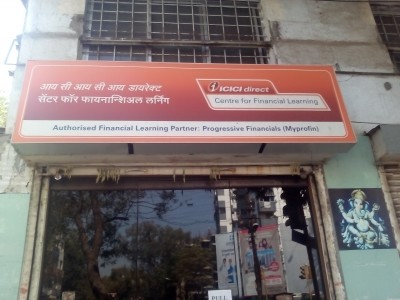 आय सी आय सी आय डायरेक्ट
सेंटर फॉर फायनान्शिअल लर्निंग
ICICI direct
Centre for Financial Learning
Authorised Financial Learning Partner: Progressive Financials (Myprofin)
PULL